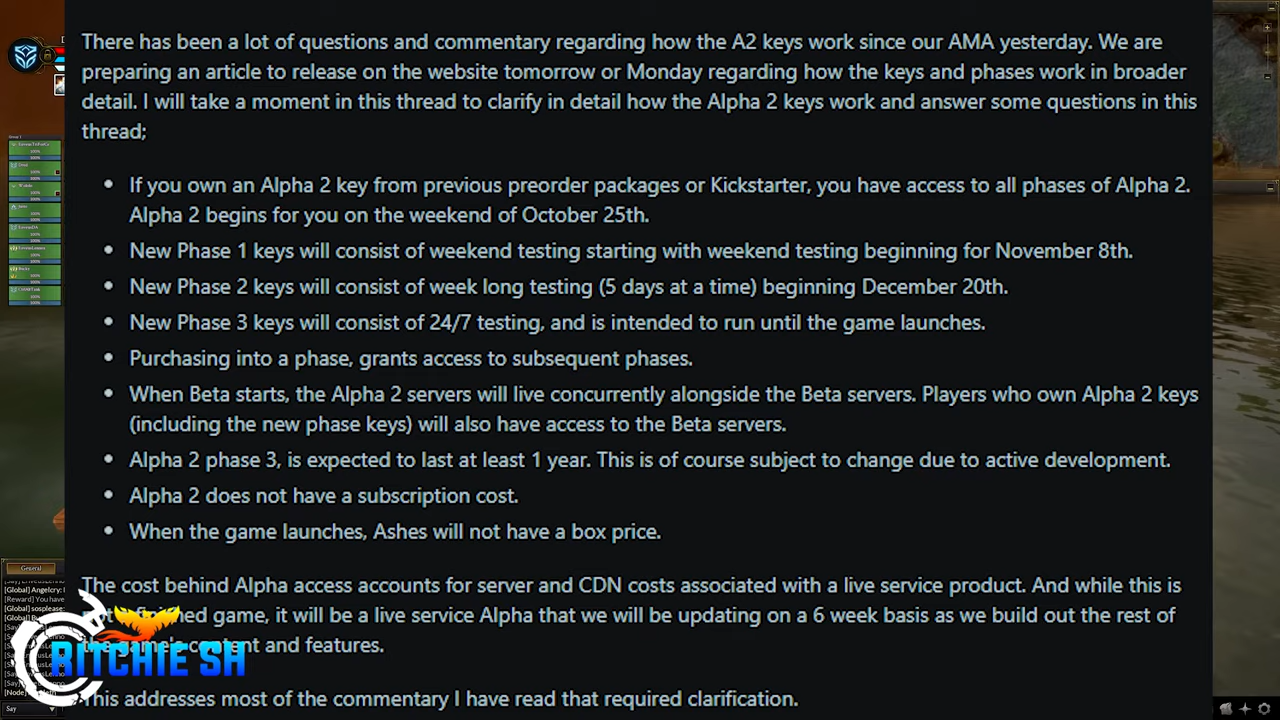 There has been a lot of questions and commentary regarding how the A2 keys work since our AMA yesterday. We are
preparing an article to release on the website tomorrow or Monday regarding how the keys and phases work in broader
detail. I will take a moment in this thread to clarify in detail how the Alpha 2 keys work and answer some questions in this
thread;
• If you own an Alpha 2 key from previous preorder packages or Kickstarter, you have access to all phases of Alpha 2.
Alpha 2 begins for you on the weekend of October 25th.
• New Phase 1 keys will consist of weekend testing starting with weekend testing beginning for November 8th.
• New Phase 2 keys will consist of week long testing (5 days at a time) beginning December 20th.
• New Phase 3 keys will consist of 24/7 testing, and is intended to run until the game launches.
• Purchasing into a phase, grants access to subsequent phases.
• When Beta starts, the Alpha 2 servers will live concurrently alongside the Beta servers. Players who own Alpha 2 keys
(including the new phase keys) will also have access to the Beta servers.
• Alpha 2 phase 3, is expected to last at least 1 year. This is of course subject to change due to active development.
• Alpha 2 does not have a subscription cost.
• When the game launches, Ashes will not have a box price.
General
The cost behind Alpha access accounts for server and CDN costs associated with a live service product. And while this is
[Global] Angelcry:
[Reward] You have
[Global] sosplease:
game, it will be a live service Alpha that we will be updating on a 6 week basis as we build out the rest of
the game's content and features.
RITCHIE SH
This addresses most of the commentary I have read that required clarification.
Say